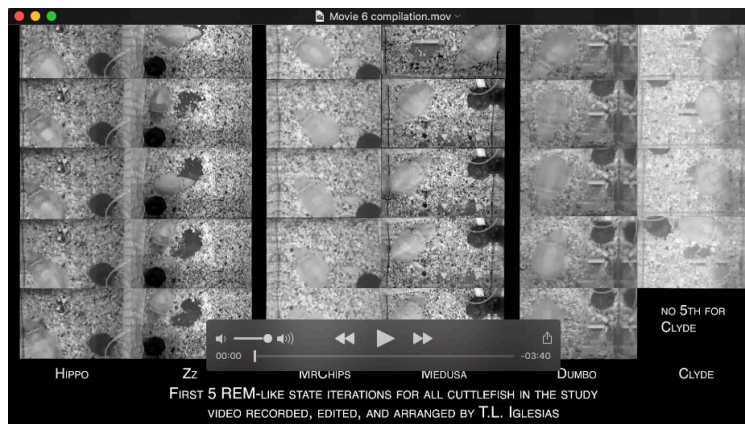 Movie 6 compilation.mov
NO 5TH FOR
CLYDE
00:00
-03:40
HIPPO
ZZ
MRCHIPS
MEDUSA
DUMBO
CLYDE
FIRST 5 REM-LIKE STATE ITERATIONS FOR ALL CUTTLEFISH IN THE STUDY
VIDEO RECORDED, EDITED, AND ARRANGED BY T.L. IGLESIAS